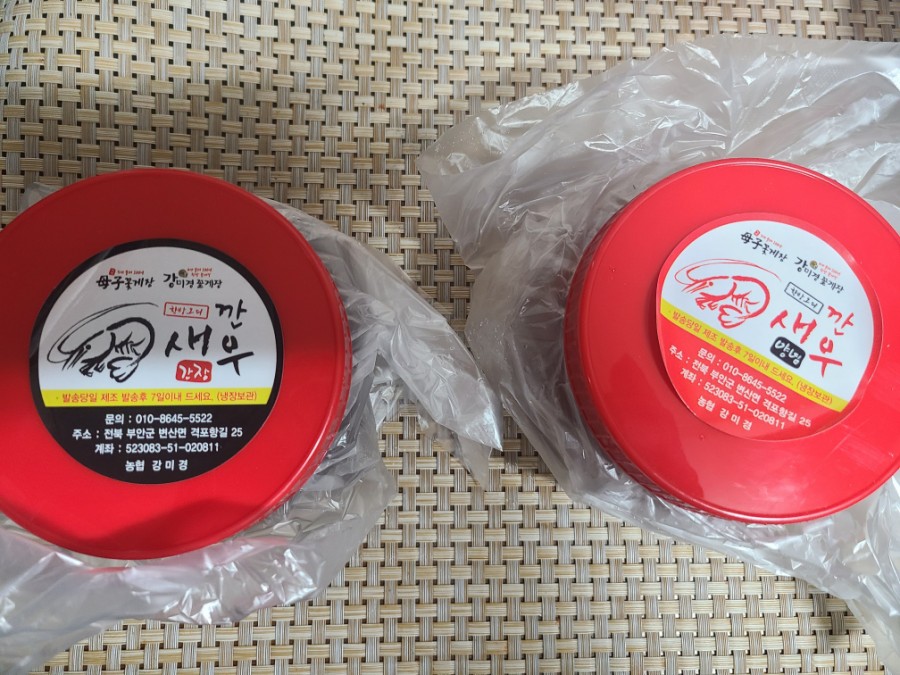 母子꽃게장
강미경 꽃게장
깐
새우
간장
· 발송당일 제조 발송후 7일이내 드세요. (냉장보관)
문의 : 010-8645-5522
주소 : 전북 부안군 변산면 격포항길 25
계좌 : 523083-51-020811
농협 강미경
母子꽃게장
강미경 꽃게장
깐
새우
양념
· 발송당일 제조 발송후 7일이내 드세요. (냉장보관)
문의 : 010-8645-5522
주소 : 전북 부안군 변산면 격포항길 25
계좌 : 523083-51-020811
농협 강미경